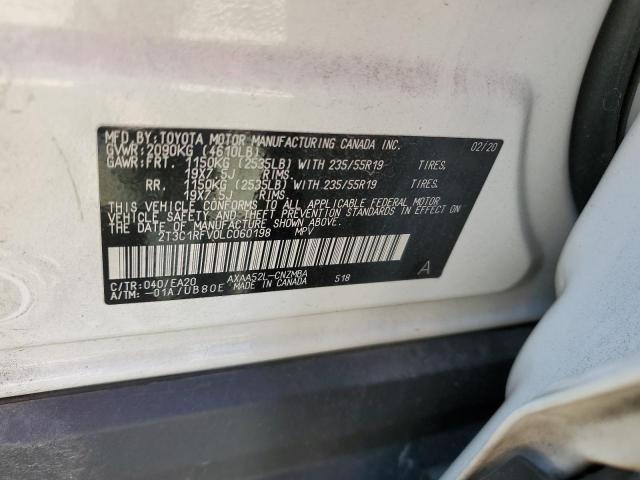 MFD. BY: TOYOTA MOTOR MANUFACTURING CANADA INC. 02/20
GVWR: 2090KG (4610LB)
GAWR: FRT. 1150KG (2535LB) WITH 235/55R19 TIRES,
19X7.5J RIMS.
RR. 1150KG (2535LB) WITH 235/55R19 TIRES,
19X7.5J RIMS.
THIS VEHICLE CONFORMS TO ALL APPLICABLE FEDERAL MOTOR
VEHICLE SAFETY AND THEFT PREVENTION STANDARDS IN EFFECT
ON THE DATE OF MANUFACTURE SHOWN ABOVE.
2T3C1RFV0LC060199 MPV
C/TR: 040/EA20 AXAA52L-CNZMBA 518 A
A/TM: -01A/UB80E MADE IN CANADA